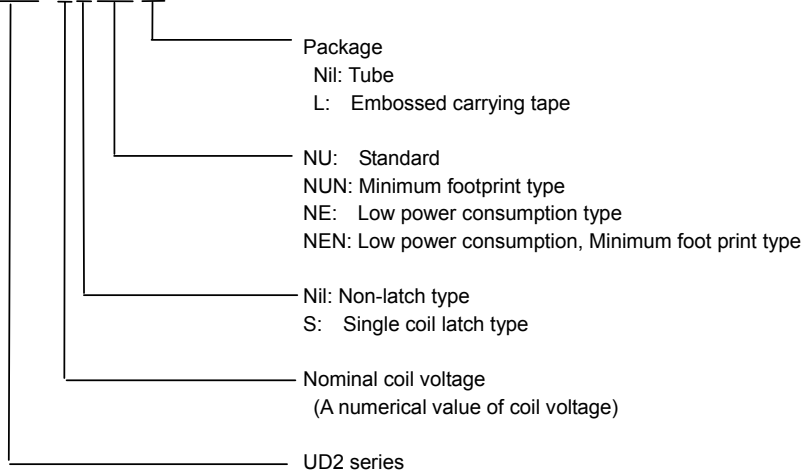 Package
Nil: Tube
L: Embossed carrying tape
NU: Standard
NUN: Minimum footprint type
NE: Low power consumption type
NEN: Low power consumption, Minimum foot print type
Nil: Non-latch type
S: Single coil latch type
Nominal coil voltage
(A numerical value of coil voltage)
UD2 series